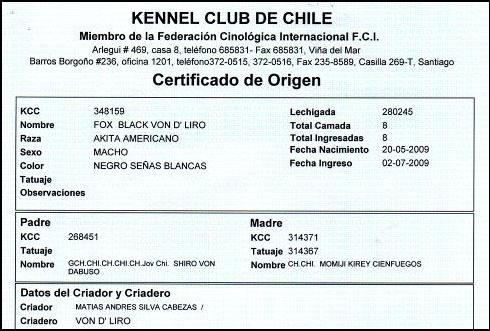 KENNEL CLUB DE CHILE
Miembro de la Federación Cinológica Internacional F.C.I.
Arlegui # 469, casa 8, teléfono 685831- Fax 685831, Viña del Mar
Barros Borgoño #236, oficina 1201, teléfono372-0515, 372-0516, Fax 235-8589, Casilla 269-T, Santiago
Certificado de Origen
KCC 348159 Lechigada 280245
Nombre FOX BLACK VON D' LIRO Total Camada 8
Raza AKITA AMERICANO Total Ingresadas 8
Sexo MACHO Fecha Nacimiento 20-05-2009
Color NEGRO SEÑAS BLANCAS Fecha Ingreso 02-07-2009
Tatuaje
Observaciones
Padre Madre
KCC 268451 KCC 314371
Tatuaje Tatuaje 314367
Nombre GCH.CHI.CH.CHI.CH.Jov Chi. SHIRO VON DABUSO Nombre CH.CHI. MOMIJI KIREY CIENFUEGOS
Datos del Criador y Criadero
Criador MATIAS ANDRES SILVA CABEZAS /
Criadero VON D' LIRO